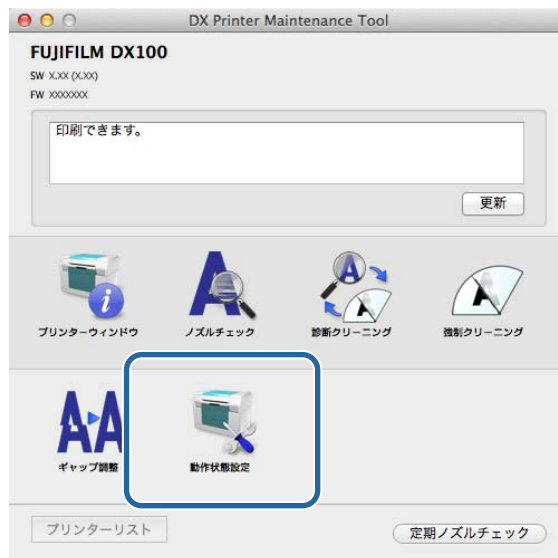 DX Printer Maintenance Tool
FUJIFILM DX100
SW X.XX (X.XX)
FW XXXXXXX
印刷できます。
更新
プリンターウィンドウ
ノズルチェック
診断クリーニング
強制クリーニング
ギャップ調整
動作状態設定
プリンターリスト
定期ノズルチェック